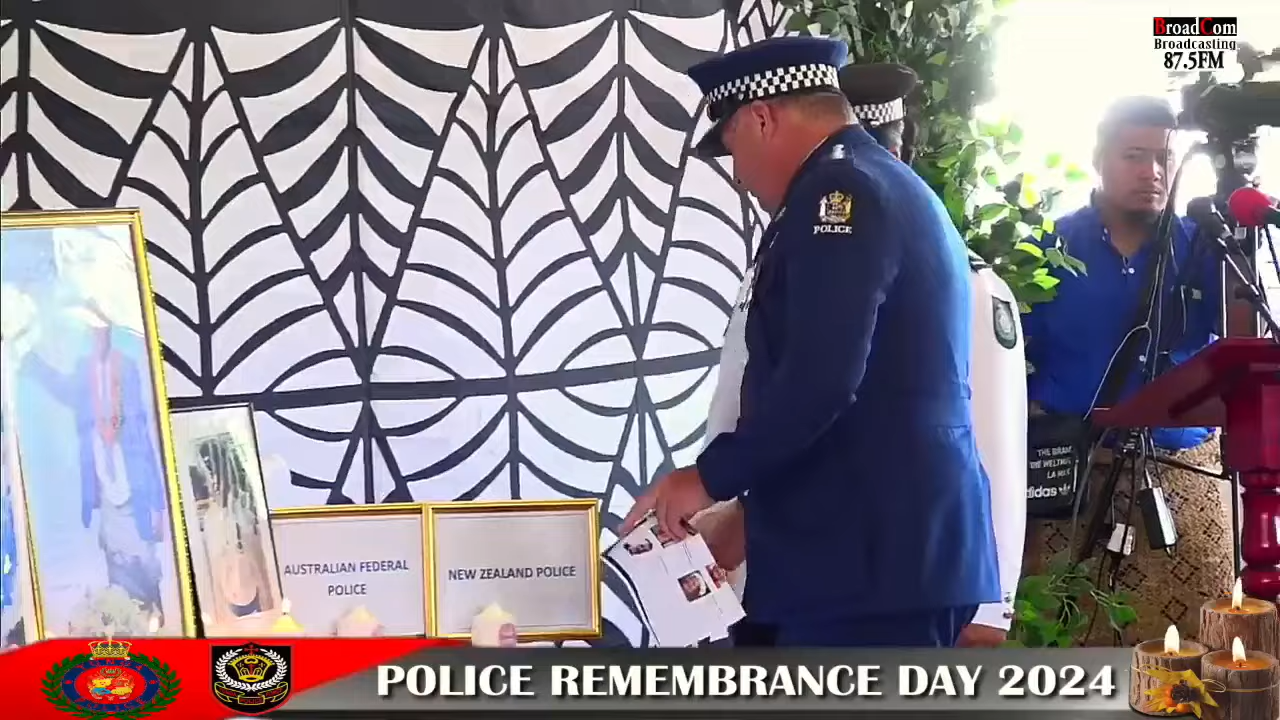 BroadCom
Broadcasting
87.5FM
POLICE
AUSTRALIAN FEDERAL
POLICE
NEW ZEALAND POLICE
adidas
POLICE REMEMBRANCE DAY 2024